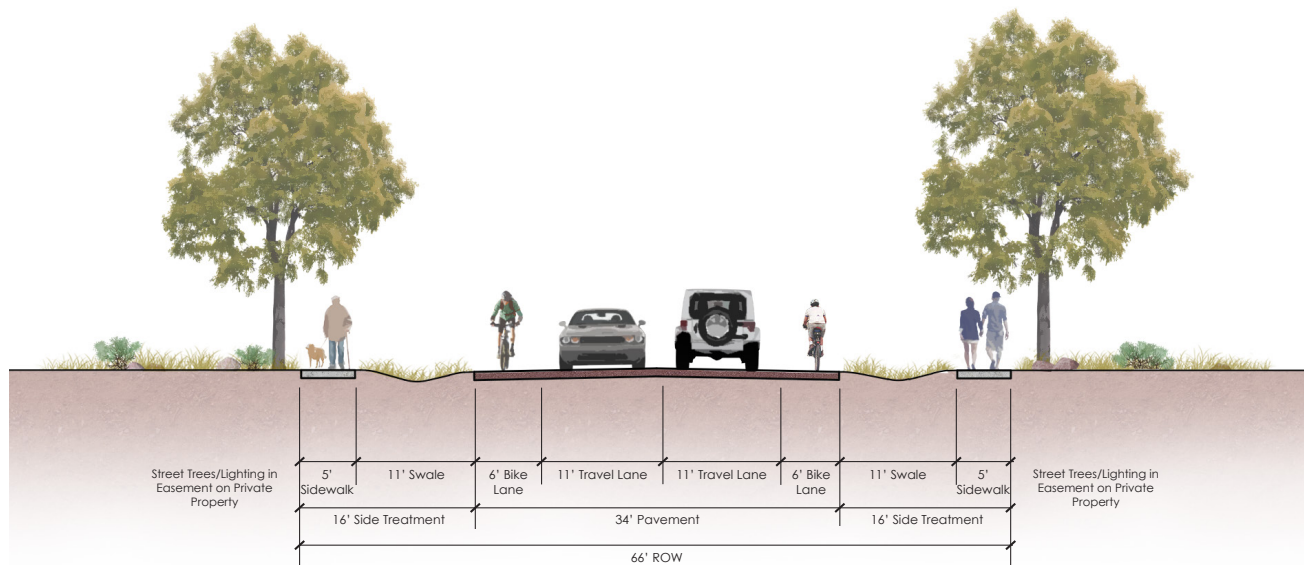 Street Trees/Lighting in
Easement on Private
Property
5'
Sidewalk
11' Swale
6' Bike
Lane
11' Travel Lane
11' Travel Lane
6' Bike
Lane
11' Swale
5'
Sidewalk
Street Trees/Lighting in
Easement on Private
Property
16' Side Treatment
34' Pavement
16' Side Treatment
66' ROW